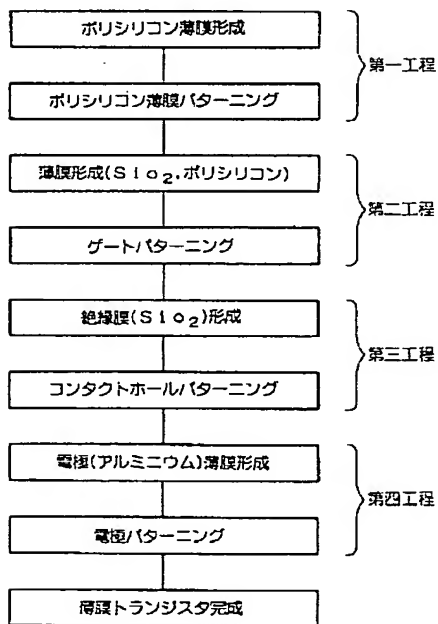 ポリシリコン薄膜形成
ポリシリコン薄膜パターニング
第一工程
薄膜形成(SiO2,ポリシリコン)
ゲートパターニング
第二工程
絶縁膜(SiO2)形成
コンタクトホールパターニング
第三工程
電極(アルミニウム)薄膜形成
電極パターニング
第四工程
薄膜トランジスタ完成